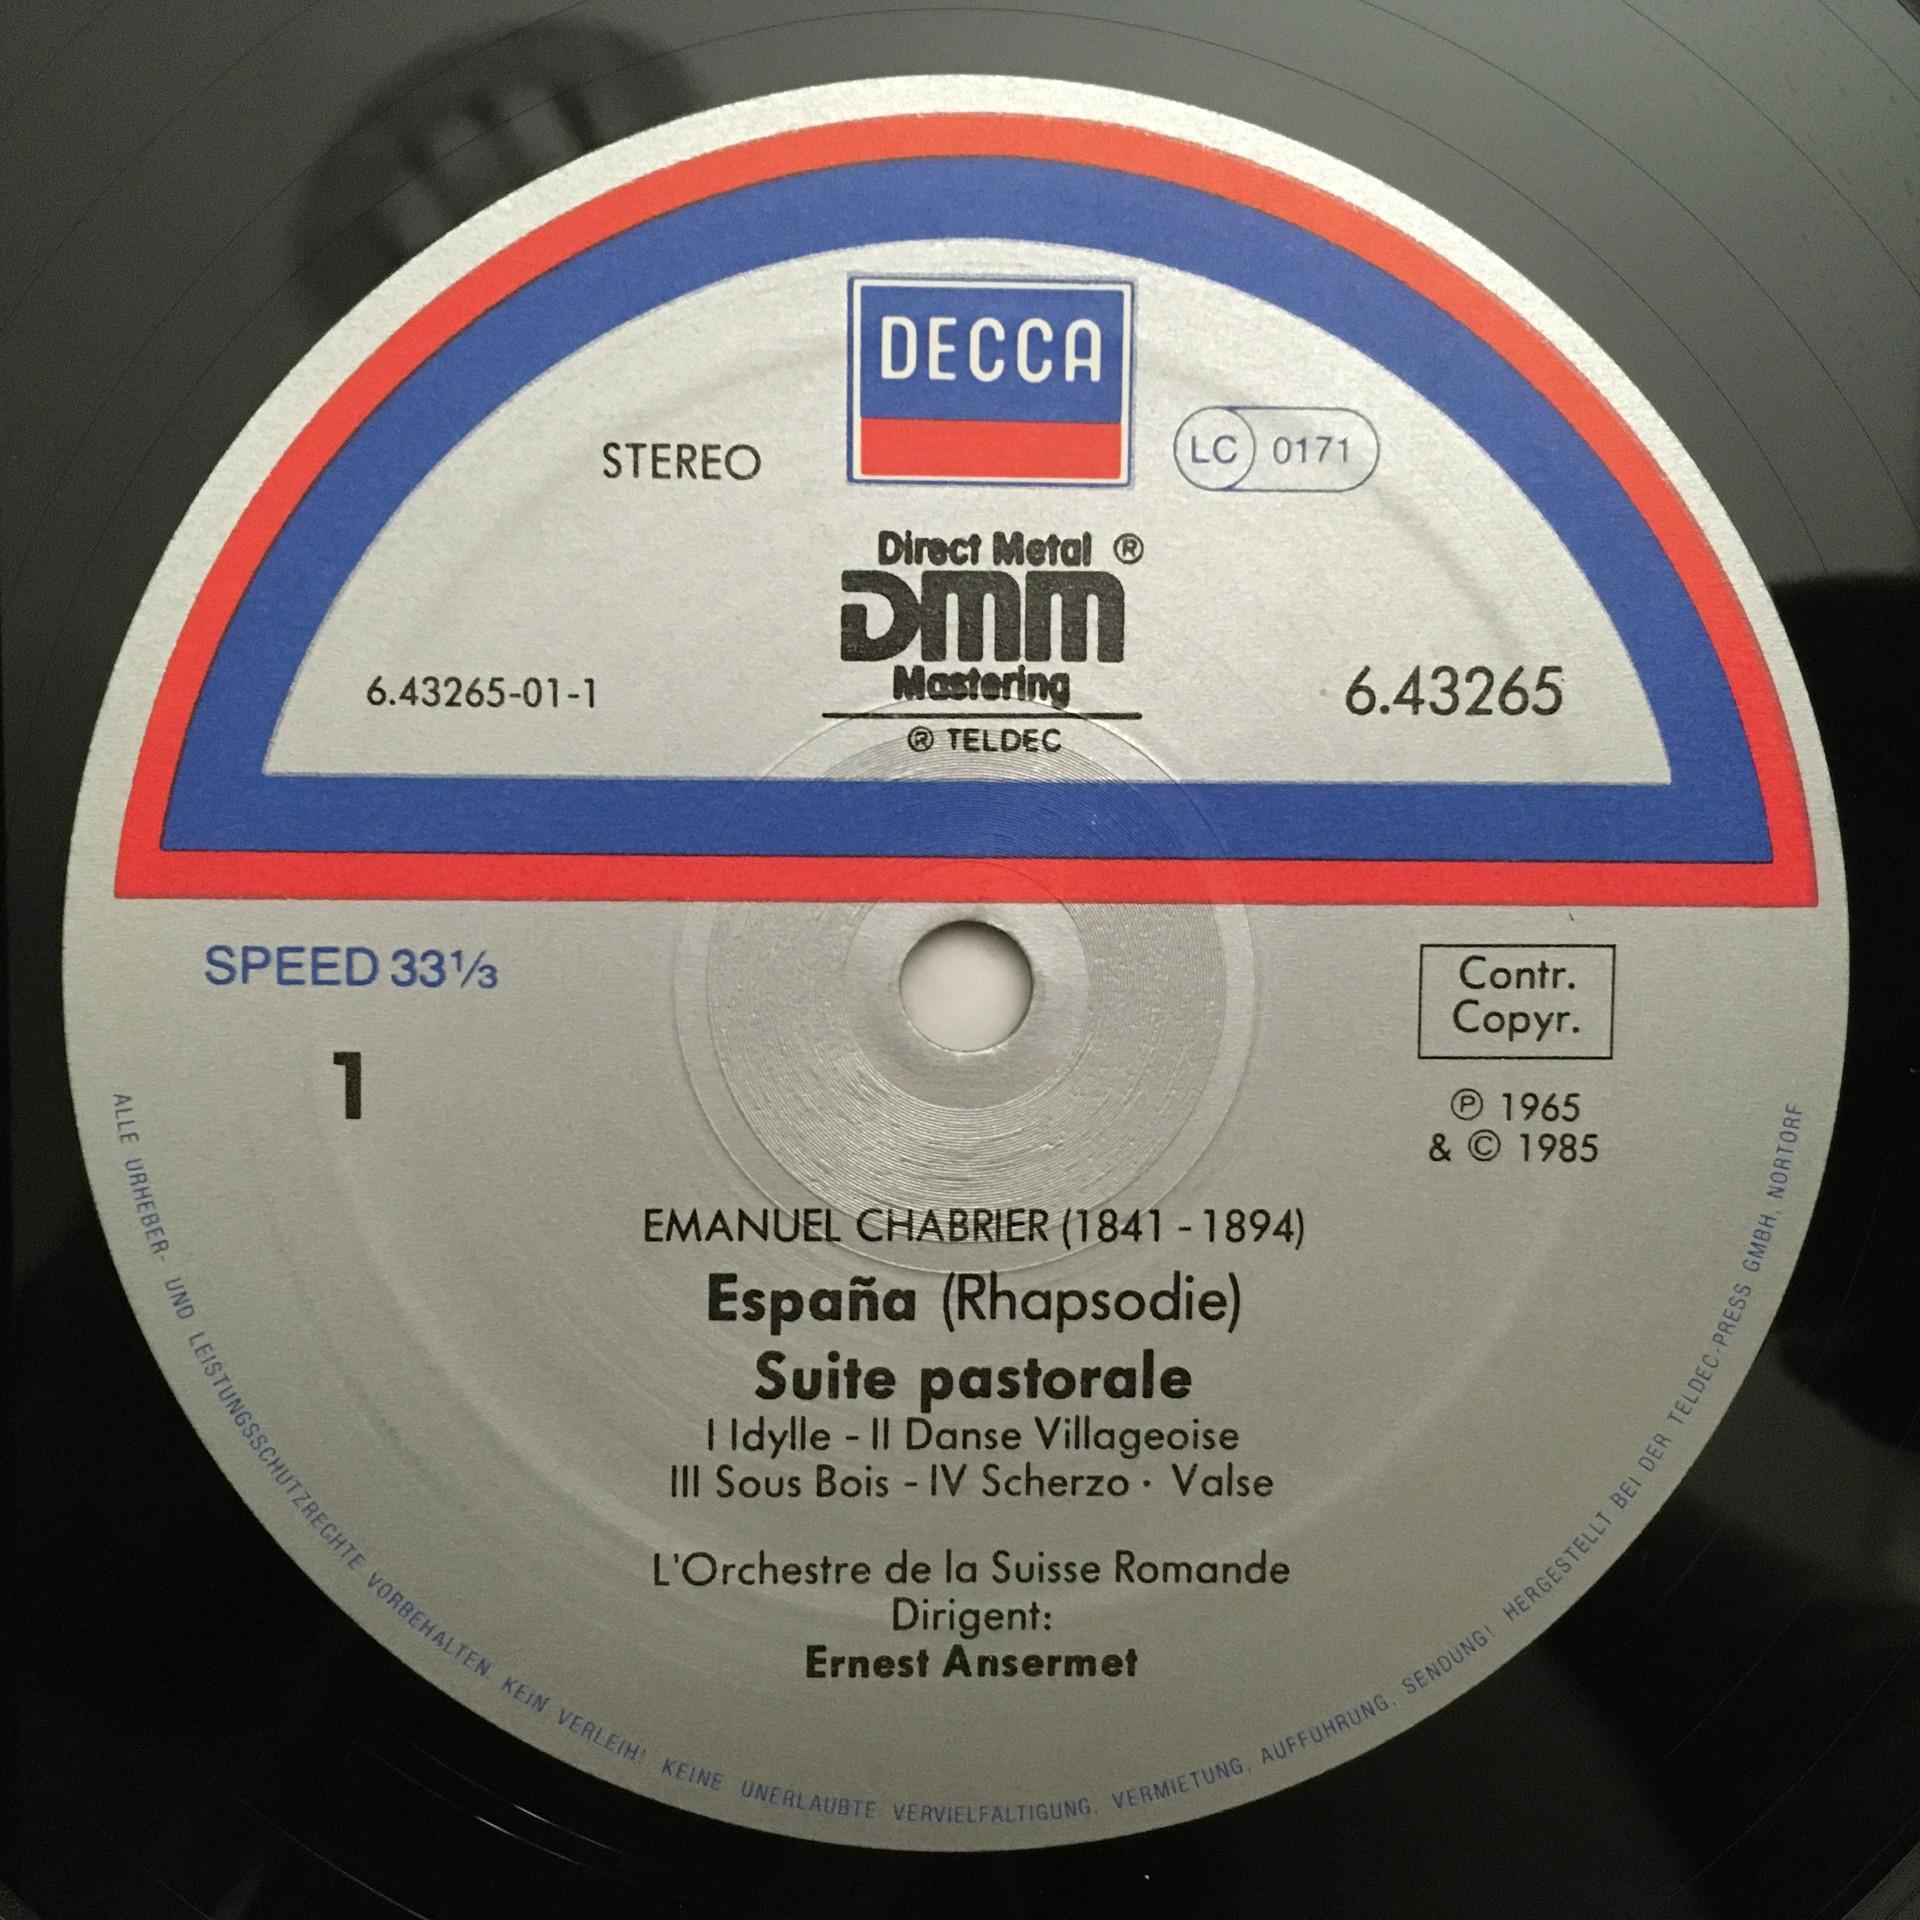 DECCA
STEREO
LC 0171
Direct Metal ®
DMM
Mastering
® TELDEC
6.43265-01-1
6.43265
SPEED 33⅓
1
Contr.
Copyr.
℗ 1965
& © 1985
EMANUEL CHABRIER (1841 - 1894)
España (Rhapsodie)
Suite pastorale
I Idylle - II Danse Villageoise
III Sous Bois - IV Scherzo · Valse
L'Orchestre de la Suisse Romande
Dirigent:
Ernest Ansermet
ALLE URHEBER- UND LEISTUNGSSCHUTZRECHTE VORBEHALTEN. KEIN VERLEIH! KEINE UNERLAUBTE VERVIELFÄLTIGUNG, VERMIETUNG, AUFFÜHRUNG, SENDUNG! HERGESTELLT BEI DER TELDEC-PRESS GMBH, NORTORF